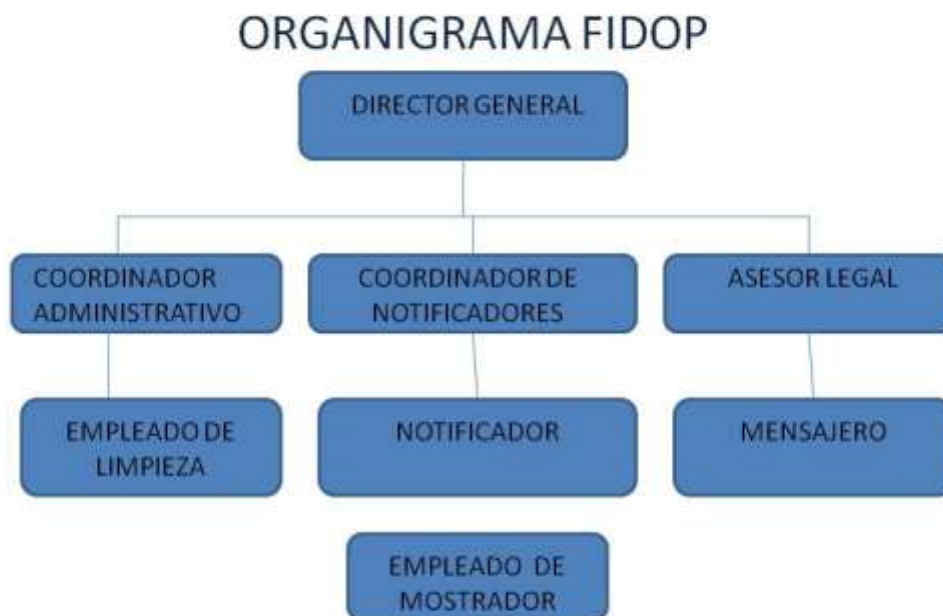 ORGANIGRAMA FIDOP
DIRECTOR GENERAL
COORDINADOR
ADMINISTRATIVO
COORDINADOR DE
NOTIFICADORES
ASESOR LEGAL
EMPLEADO DE
LIMPIEZA
NOTIFICADOR
MENSAJERO
EMPLEADO DE
MOSTRADOR